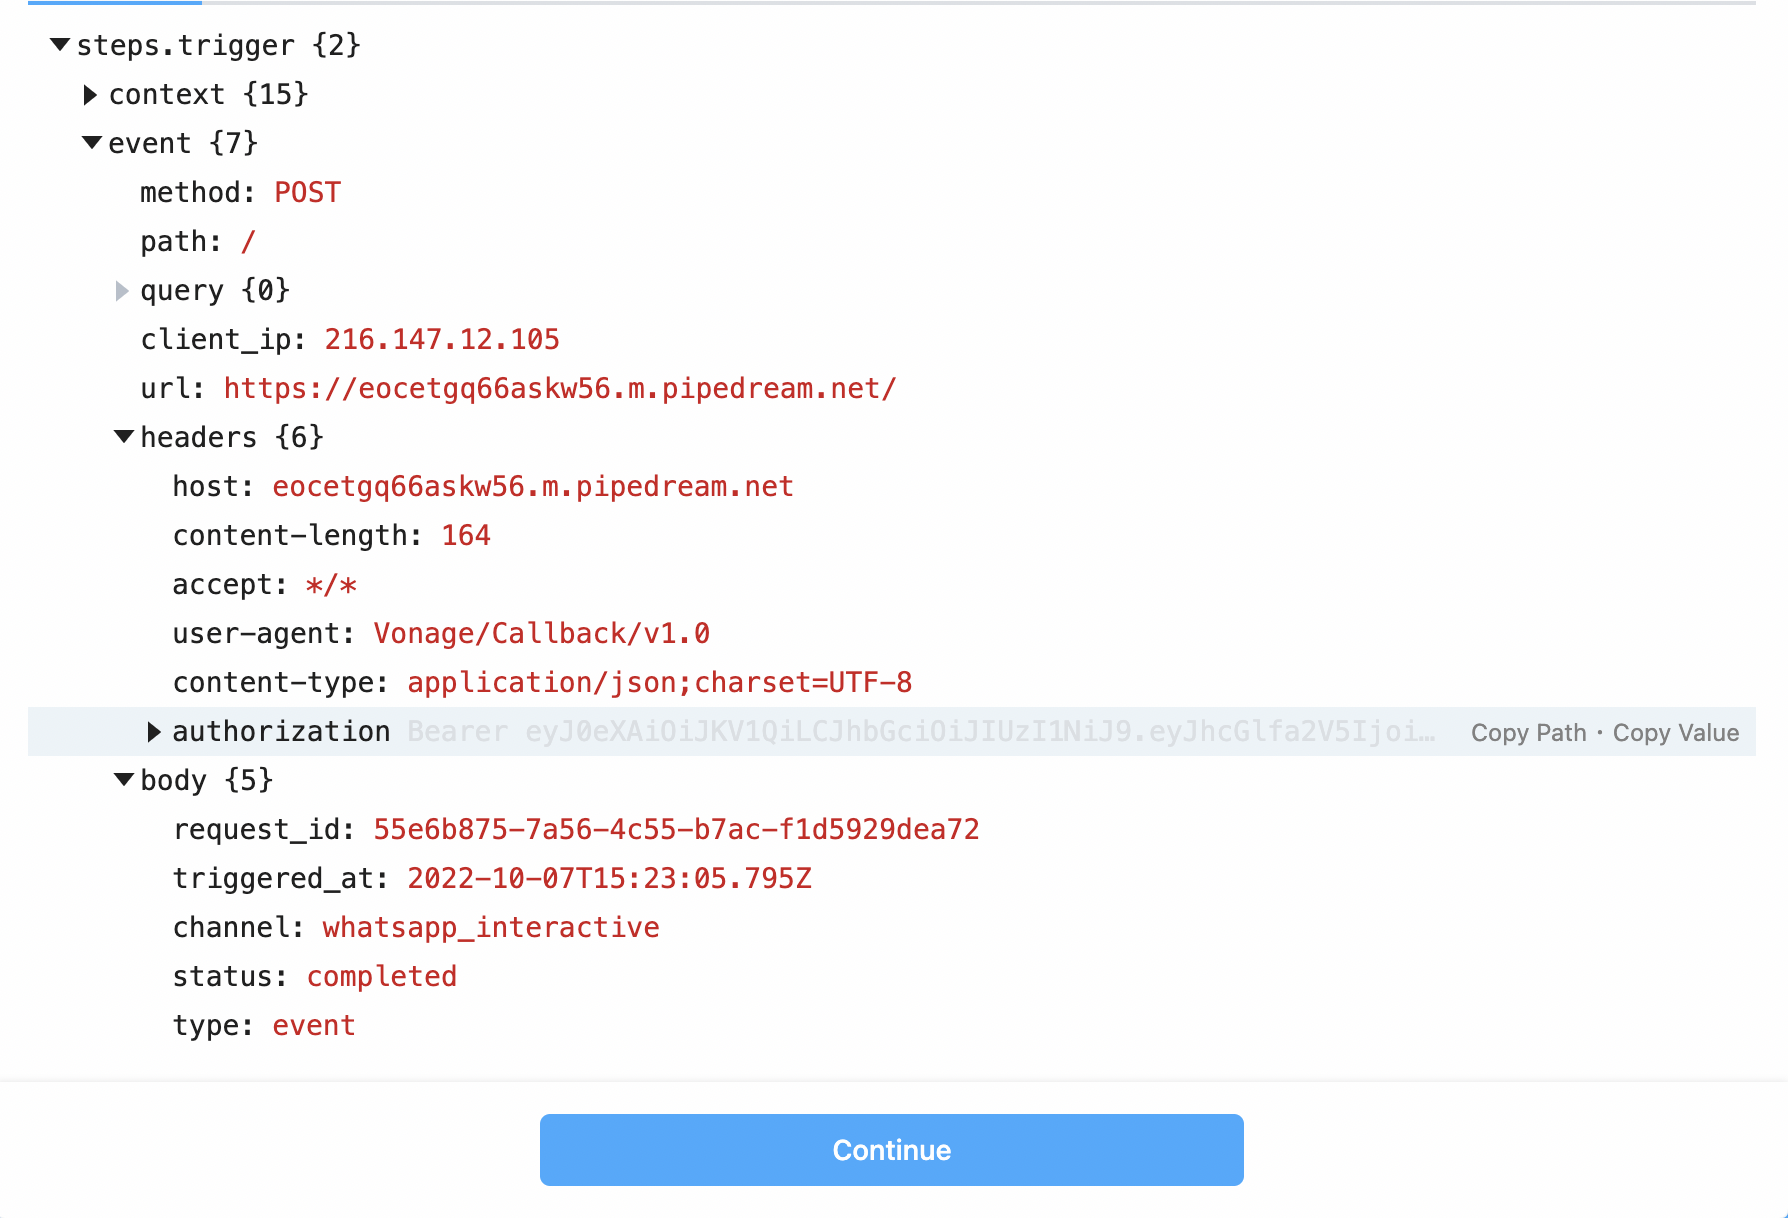 steps.trigger {2}
context {15}
event {7}
method: POST
path: /
query {0}
client_ip: 216.147.12.105
url: https://eocetgq66askw56.m.pipedream.net/
headers {6}
host: eocetgq66askw56.m.pipedream.net
content-length: 164
accept: */*
user-agent: Vonage/Callback/v1.0
content-type: application/json;charset=UTF-8
authorization Bearer eyJ0eXAiOiJKV1QiLCJhbGciOiJIUzI1NiJ9.eyJhcGlfa2V5Ijoi… Copy Path · Copy Value
body {5}
request_id: 55e6b875-7a56-4c55-b7ac-f1d5929dea72
triggered_at: 2022-10-07T15:23:05.795Z
channel: whatsapp_interactive
status: completed
type: event
Continue